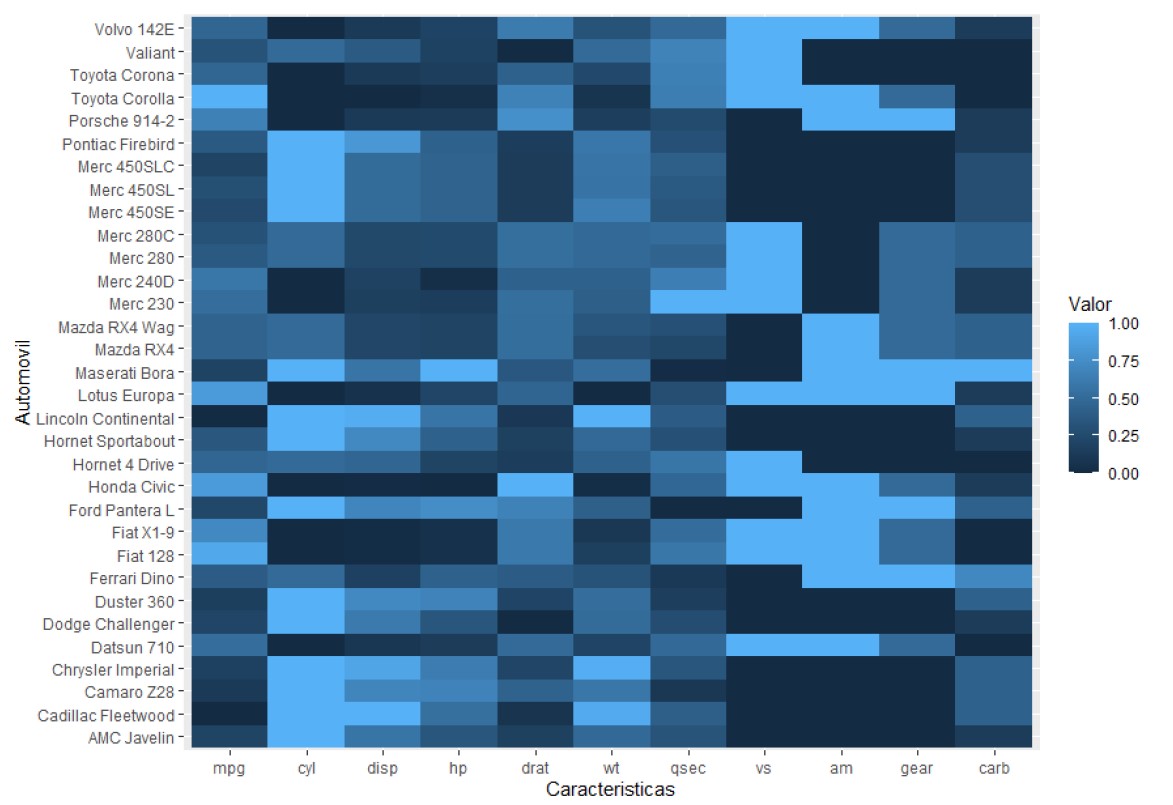 Volvo 142E
Valiant
Toyota Corona
Toyota Corolla
Porsche 914-2
Pontiac Firebird
Merc 450SLC
Merc 450SL
Merc 450SE
Merc 280C
Merc 280
Merc 240D
Merc 230
Mazda RX4 Wag
Mazda RX4
Maserati Bora
Lotus Europa
Lincoln Continental
Hornet Sportabout
Hornet 4 Drive
Honda Civic
Ford Pantera L
Fiat X1-9
Fiat 128
Ferrari Dino
Duster 360
Dodge Challenger
Datsun 710
Chrysler Imperial
Camaro Z28
Cadillac Fleetwood
AMC Javelin
Automovil
mpg cyl disp hp drat wt qsec vs am gear carb
Caracteristicas
Valor
1.00
0.75
0.50
0.25
0.00